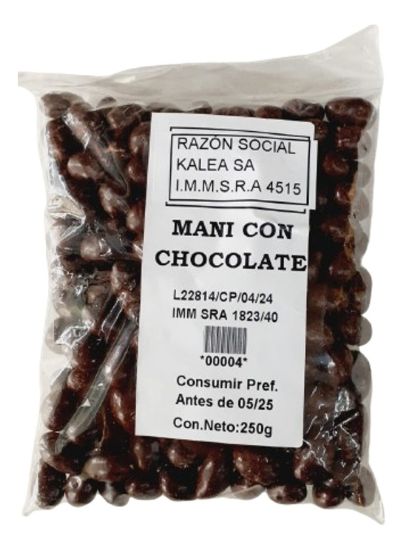 RAZÓN SOCIAL
KALEA SA
I.M.M.S.R.A 4515
MANI CON
CHOCOLATE
L22814/CP/04/24
IMM SRA 1823/40
*00004*
Consumir Pref.
Antes de 05/25
Con.Neto:250g